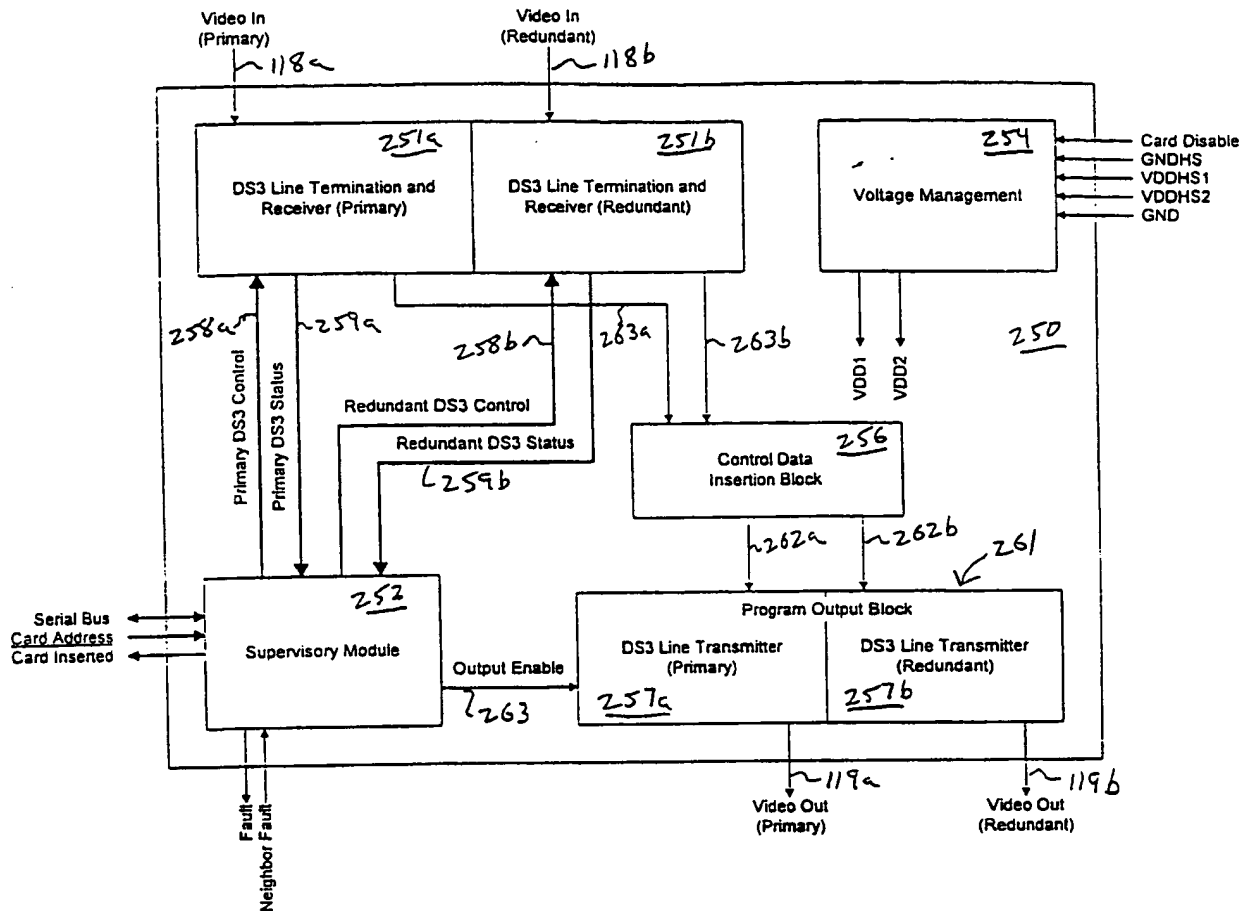 Video In
(Primary)
Video In
(Redundant)
118a
118b
251a
251b
254
DS3 Line Termination and
Receiver (Primary)
DS3 Line Termination and
Receiver (Redundant)
Voltage Management
Card Disable
GNDHS
VDDHS1
VDDHS2
GND
258a
259a
258b
263a
263b
250
VDD1
VDD2
Primary DS3 Control
Primary DS3 Status
Redundant DS3 Control
Redundant DS3 Status
259b
256
Control Data
Insertion Block
262a
262b
261
252
Supervisory Module
Serial Bus
Card Address
Card Inserted
Output Enable
263
Program Output Block
DS3 Line Transmitter
(Primary)
DS3 Line Transmitter
(Redundant)
257a
257b
119a
119b
Fault
Neighbor Fault
Video Out
(Primary)
Video Out
(Redundant)